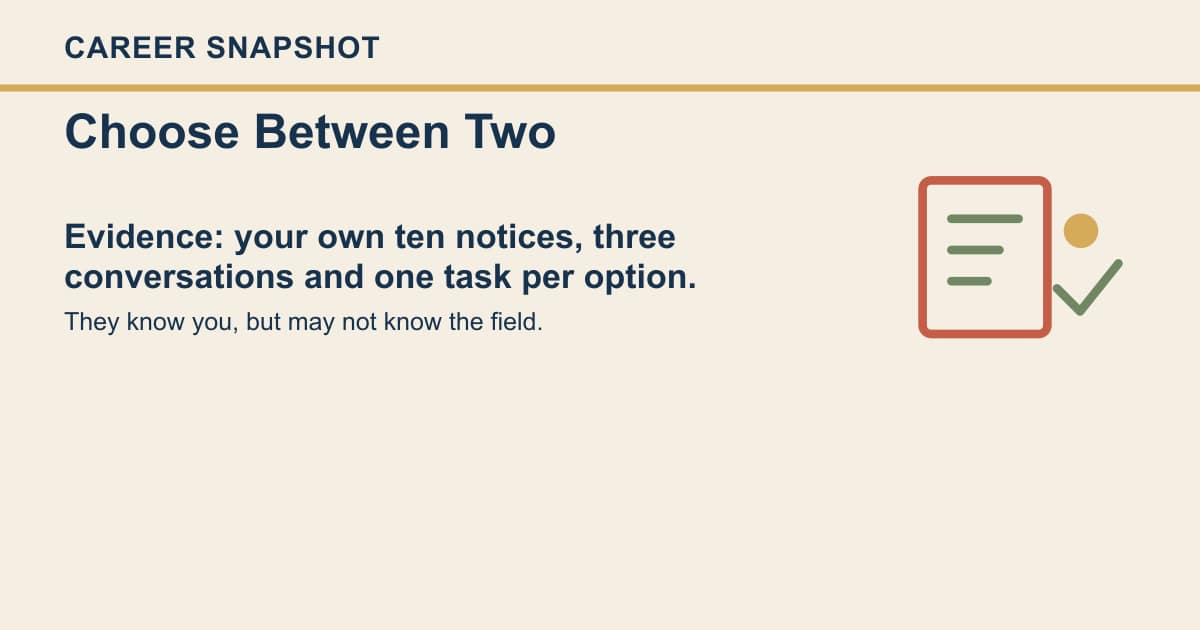 CAREER SNAPSHOT
Choose Between Two
Evidence: your own ten notices, three
conversations and one task per option.
They know you, but may not know the field.